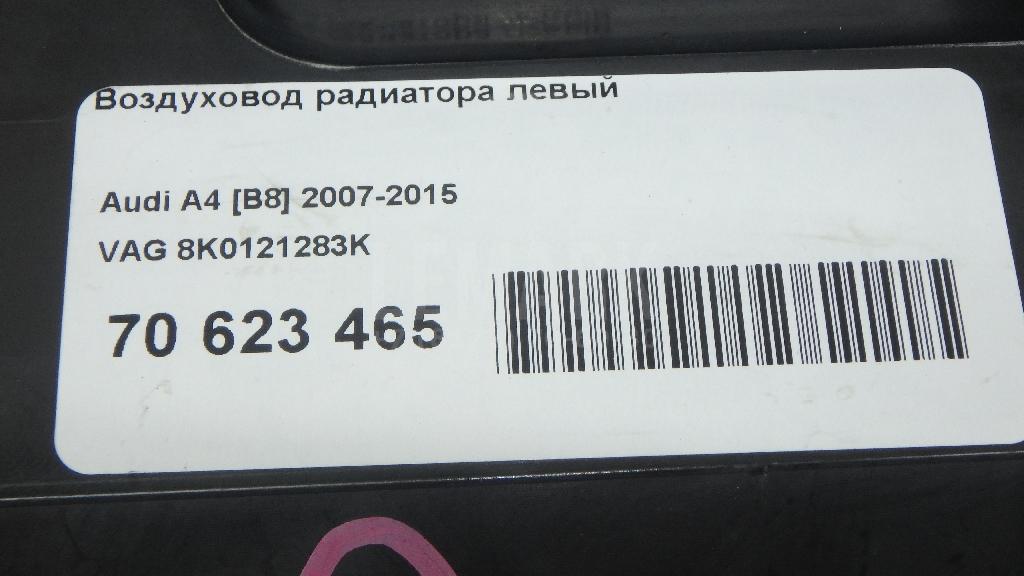 Воздуховод радиатора левый
Audi A4 [B8] 2007-2015
VAG 8K0121283K
70 623 465